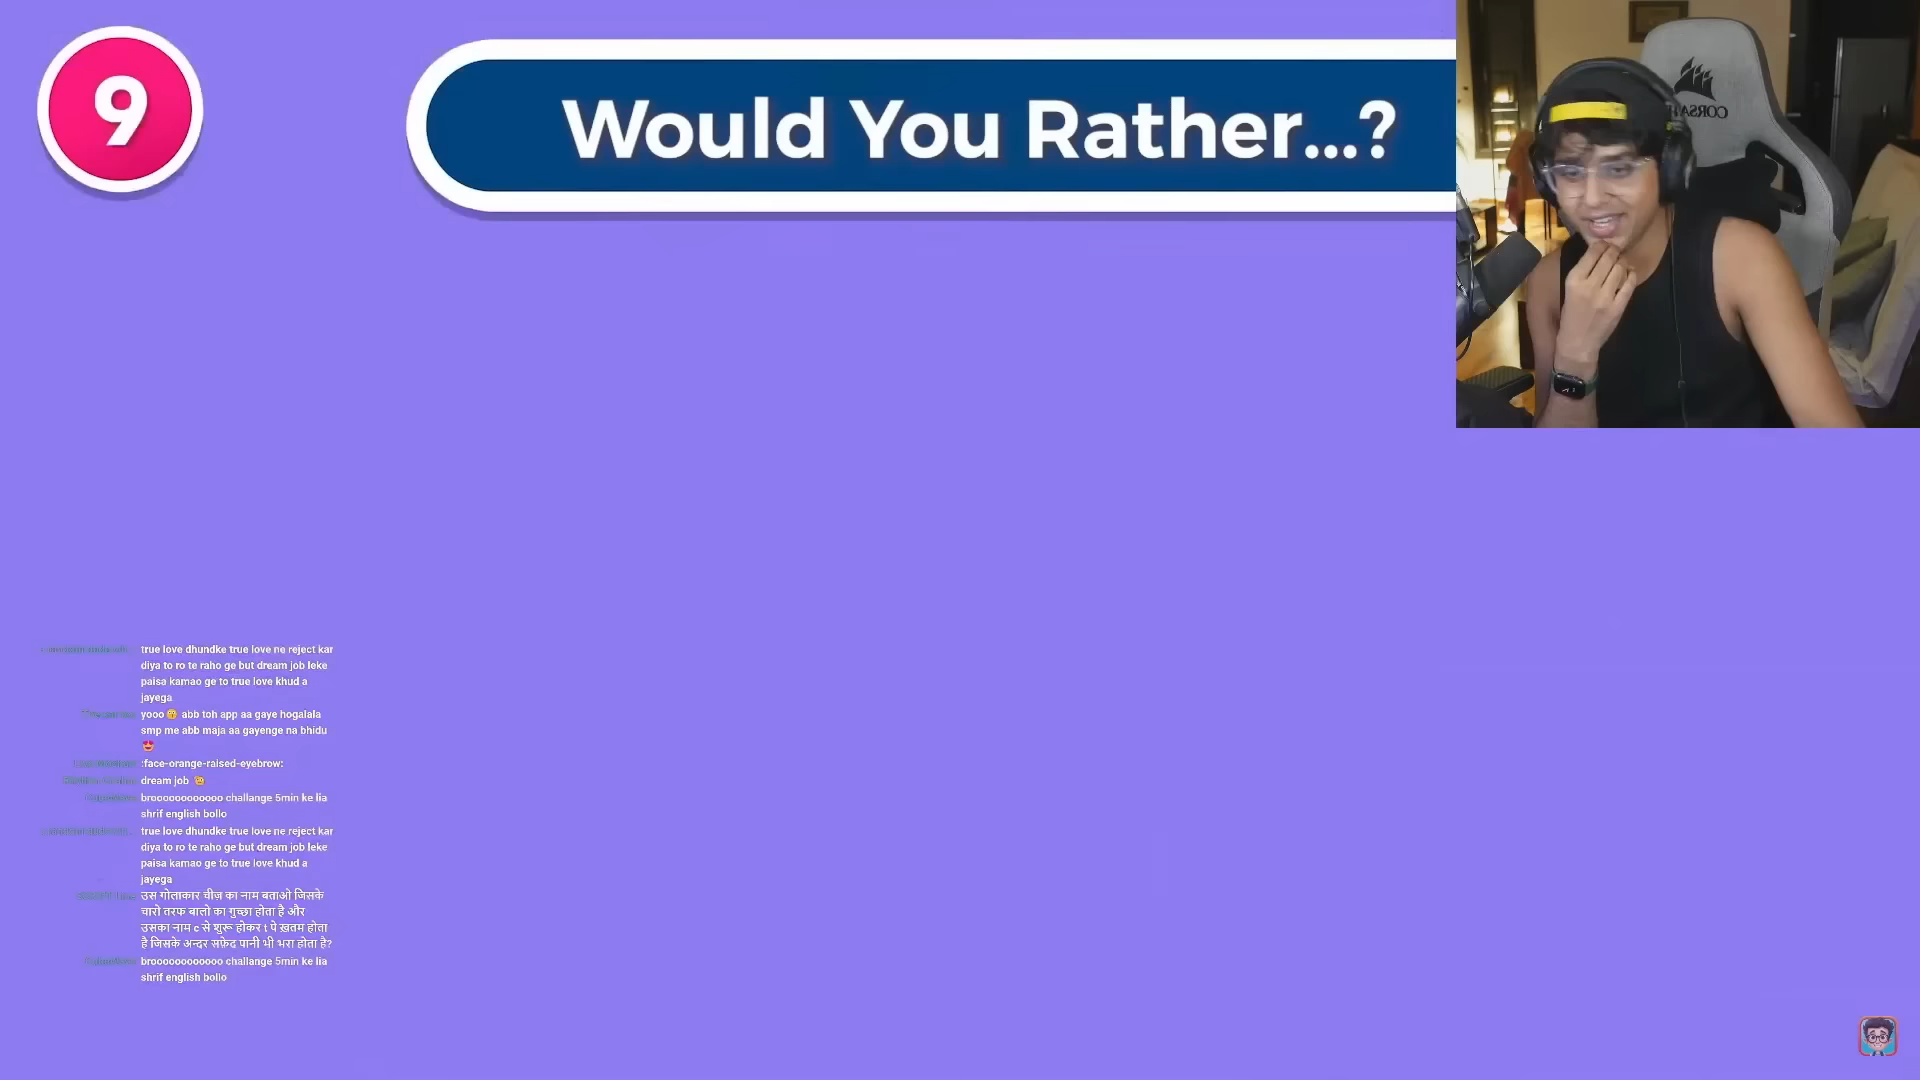 9
Would You Rather...?
true love dhundke true love ne reject kar
diya to ro te raho ge but dream job leke
paisa kamao ge to true love khud a
jayega
yooo abb toh app aa gaye hogalala
smp me abb maja aa gayenge na bhidu
:face-orange-raised-eyebrow:
dream job
broooooooooooo challange 5min ke lia
shrif english bollo
true love dhundke true love ne reject kar
diya to ro te raho ge but dream job leke
paisa kamao ge to true love khud a
jayega
उस गोलाकार चीज का नाम बताओ जिसके
चारो तरफ बालो का गुच्छा होता है और
उसका नाम c से शुरू होकर t पे ख़तम होता
है जिसके अन्दर सफ़ेद पानी भी भरा होता है?
broooooooooooo challange 5min ke lia
shrif english bollo